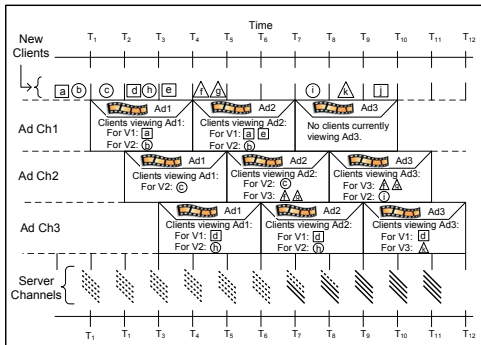 Time
T1 T2 T3 T4 T5 T6 T7 T8 T9 T10 T11 T12
New
Clients
a b c d h e f g i k j
Ad Ch1
Ad1
Clients viewing Ad1:
For V1: a
For V2: b
Ad2
Clients viewing Ad2:
For V1: a e
For V2: b
Ad3
No clients currently
viewing Ad3.
Ad Ch2
Ad1
Clients viewing Ad1:
For V2: c
Ad2
Clients viewing Ad2:
For V2: c
For V3: f g
Ad3
Clients viewing Ad3:
For V3: f g
For V2: i
Ad Ch3
Ad1
Clients viewing Ad1:
For V1: d
For V2: h
Ad2
Clients viewing Ad2:
For V1: d
For V2: h
Ad3
Clients viewing Ad3:
For V1: d
For V3: k
Server
Channels
T1 T1 T3 T4 T5 T6 T7 T8 T9 T10 T11 T12